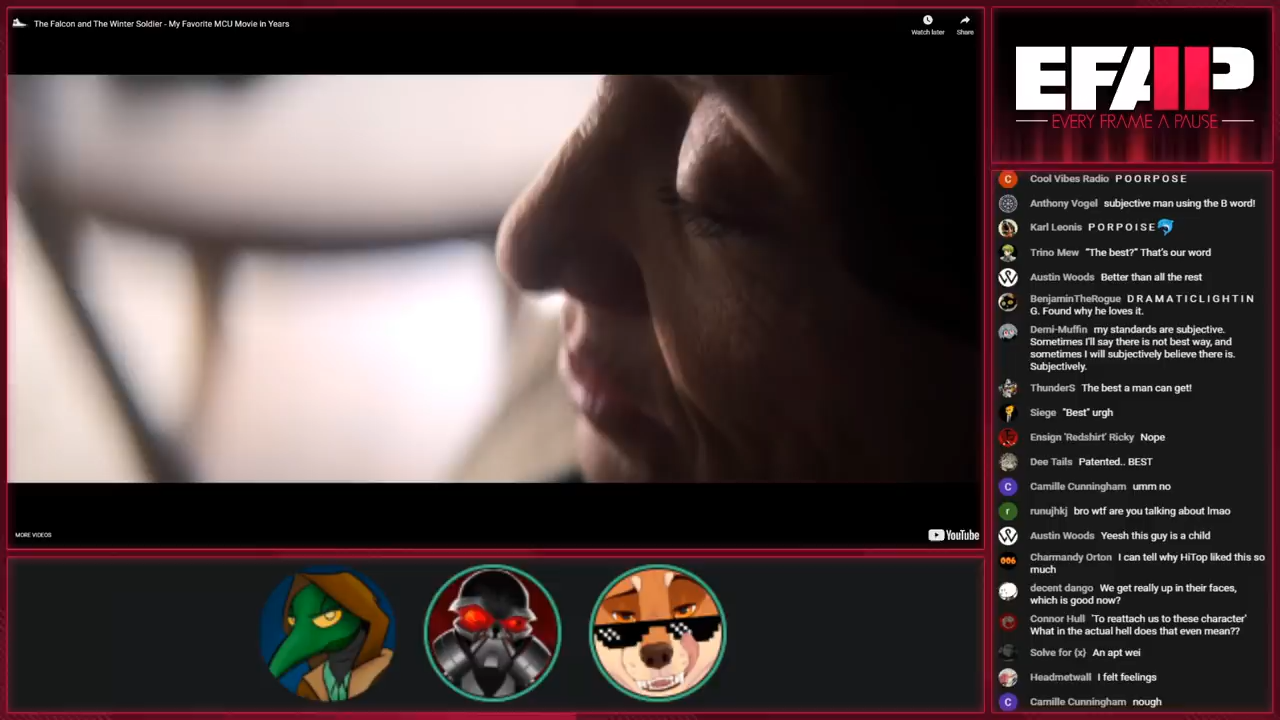 The Falcon and The Winter Soldier - My Favorite MCU Movie in Years
Watch later
Share
MORE VIDEOS
YouTube
EFAP
EVERY FRAME A PAUSE
Cool Vibes Radio P O O R P O S E
Anthony Vogel subjective man using the B word!
Karl Leonis P O R P O I S E
Trino Mew "The best?" That's our word
Austin Woods Better than all the rest
BenjaminTheRogue D R A M A T I C L I G H T I N
G. Found why he loves it.
Demi-Muffin my standards are subjective.
Sometimes I'll say there is not best way, and
sometimes I will subjectively believe there is.
Subjectively.
ThunderS The best a man can get!
Siege "Best" urgh
Ensign 'Redshirt' Ricky Nope
Dee Tails Patented.. BEST
C
Camille Cunningham umm no
r
runujhkj bro wtf are you talking about lmao
Austin Woods Yeesh this guy is a child
Charmandy Orton I can tell why HiTop liked this so
much
decent dango We get really up in their faces,
which is good now?
Connor Hull 'To reattach us to these character'
What in the actual hell does that even mean??
Solve for {x} An apt wei
Headmetwall I felt feelings
C
Camille Cunningham nough